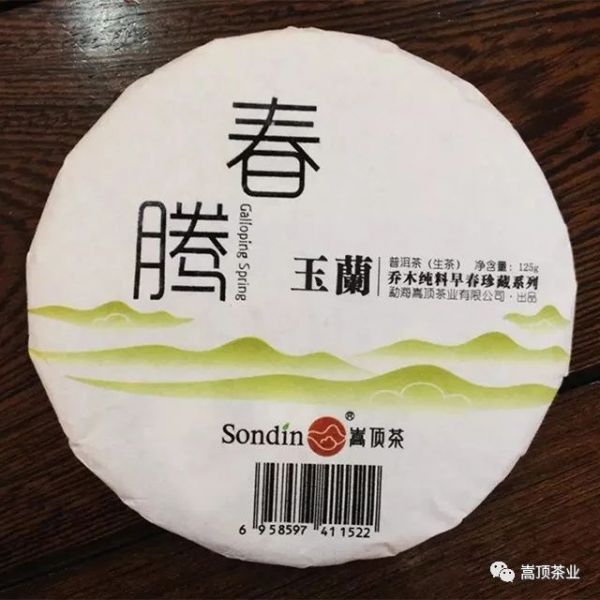 春腾
Galloping Spring
玉蘭
普洱茶（生茶） 净含量：125g
乔木纯料早春珍藏系列
勐海嵩顶茶业有限公司·出品
Sondin ® 嵩顶茶
6 958597 411522
嵩顶茶业